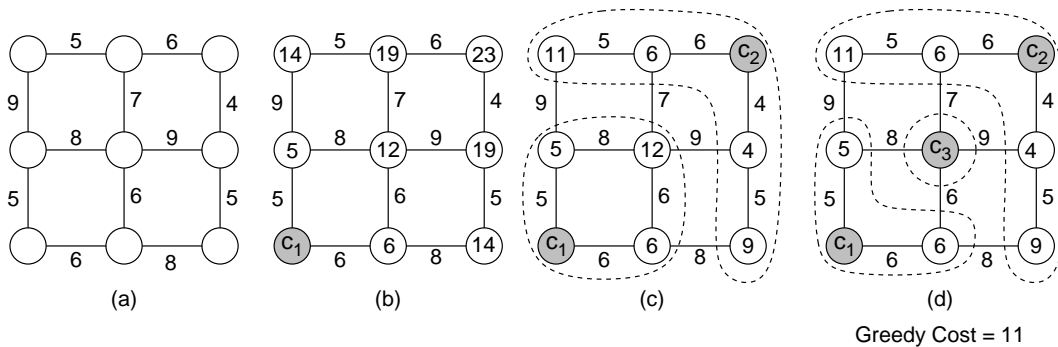 5 6 5 6 5 6 5 6
14 19 23 11 6 c2 11 6 c2
9 7 4 9 7 4 9 7 4 9 7 4
8 9 8 9 8 9 8 9
5 12 19 5 12 4 5 c3 4
5 6 5 5 6 5 5 6 5 5 6 5
c1 6 14 c1 6 9 c1 6 9
6 8 6 8 6 8 6 8
(a) (b) (c) (d)
Greedy Cost = 11